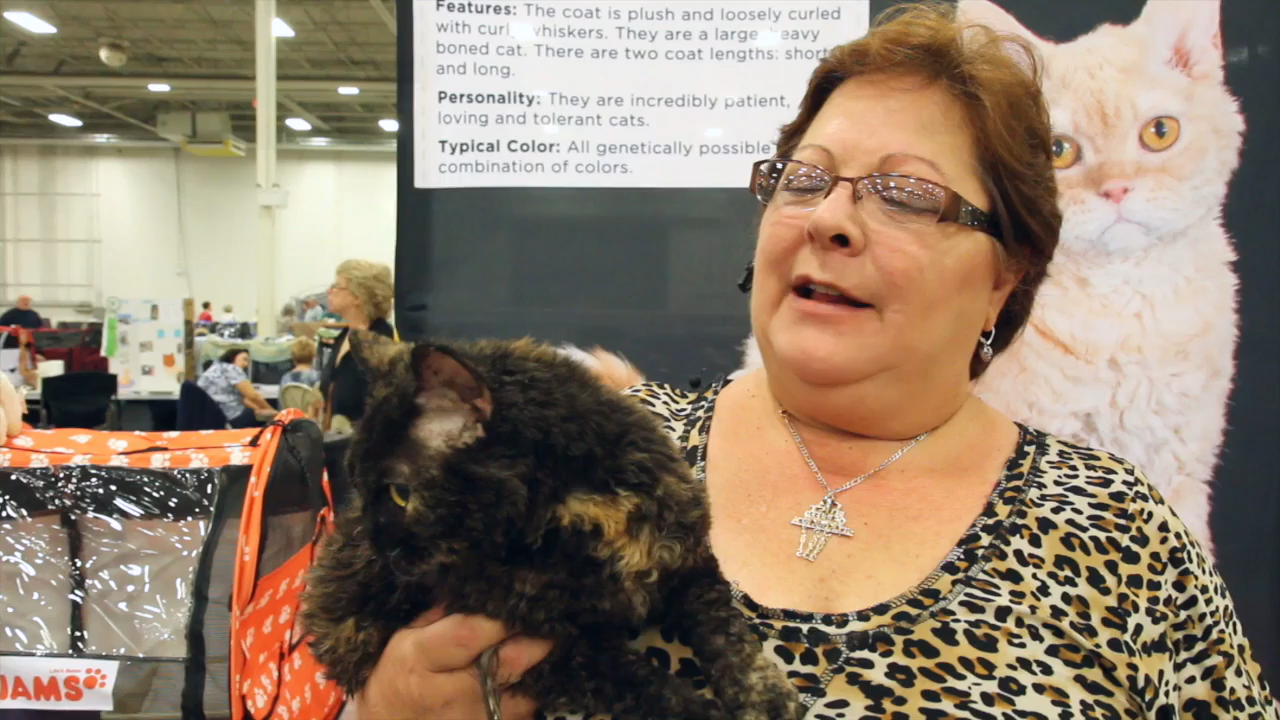 Features: The coat is plush and loosely curled
with curly whiskers. They are a large heavy
boned cat. There are two coat lengths: short
and long.
Personality: They are incredibly patient,
loving and tolerant cats.
Typical Color: All genetically possible
combination of colors.
IAMS